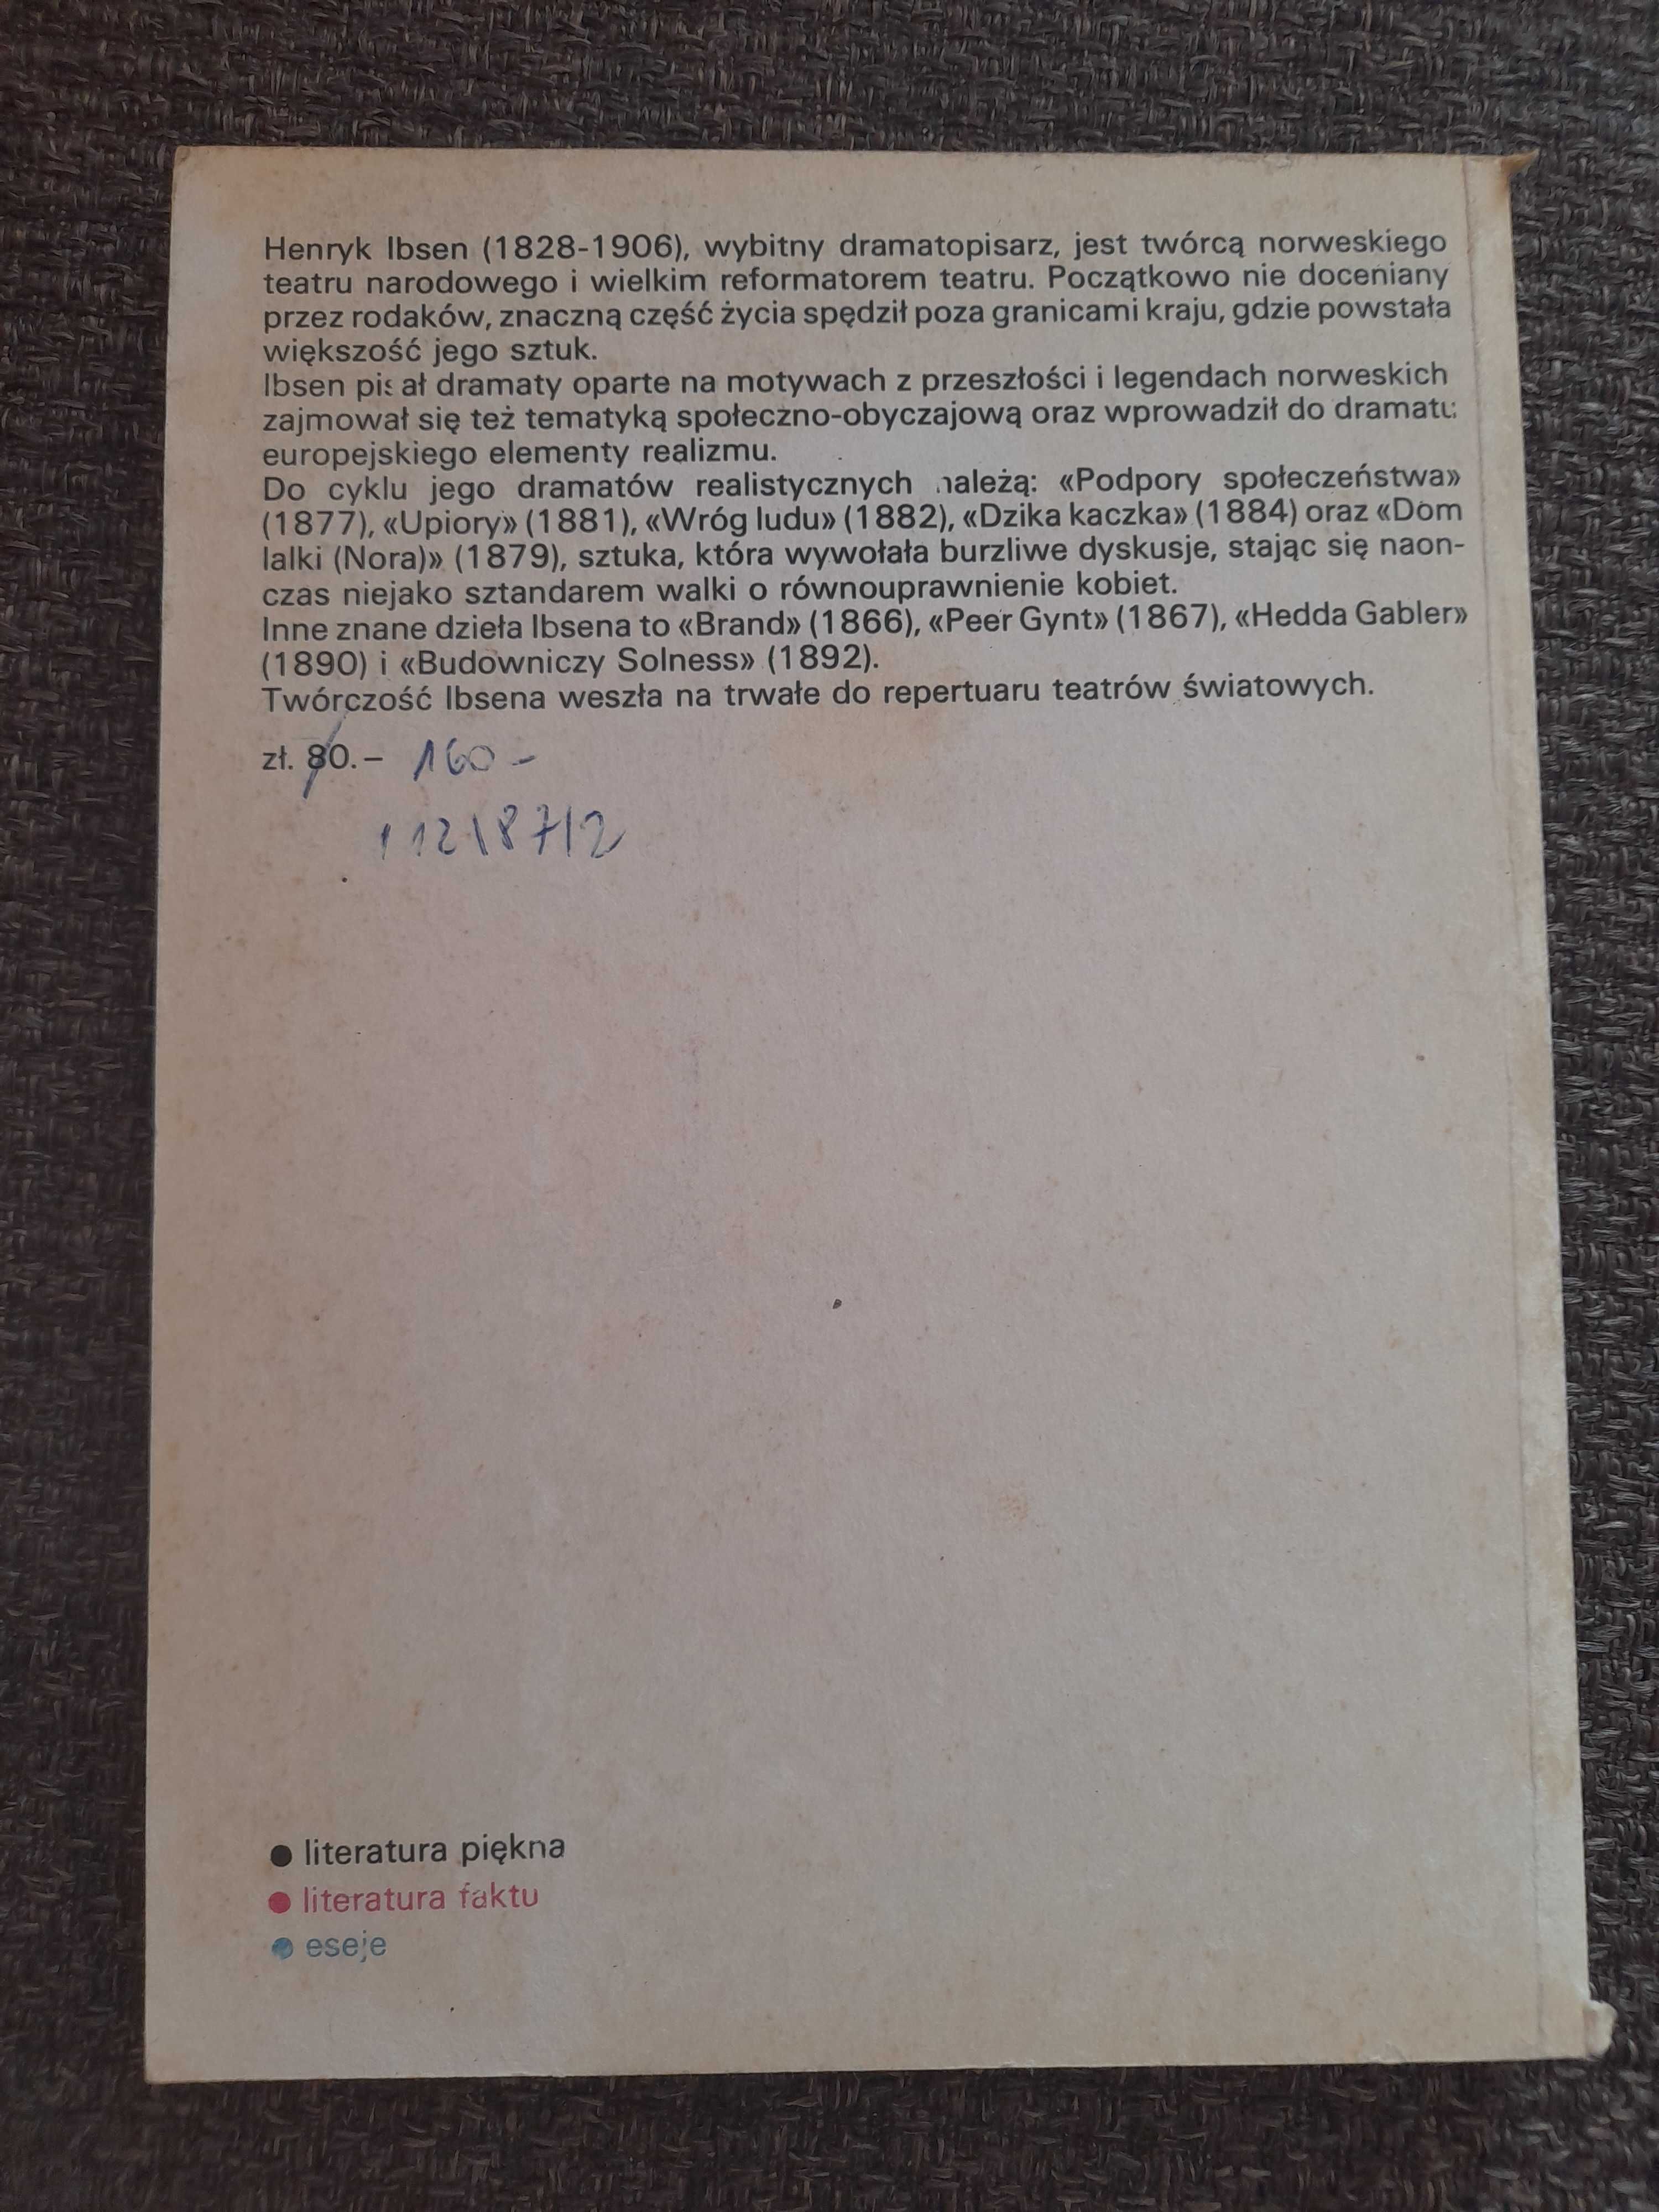 Henryk Ibsen (1828-1906), wybitny dramatopisarz, jest twórcą norweskiego
teatru narodowego i wielkim reformatorem teatru. Początkowo nie doceniany
przez rodaków, znaczną część życia spędził poza granicami kraju, gdzie powstała
większość jego sztuk.
Ibsen pisał dramaty oparte na motywach z przeszłości i legendach norweskich
zajmował się też tematyką społeczno-obyczajową oraz wprowadził do dramatu
europejskiego elementy realizmu.
Do cyklu jego dramatów realistycznych należą: «Podpory społeczeństwa»
(1877), «Upiory» (1881), «Wróg ludu» (1882), «Dzika kaczka» (1884) oraz «Dom
lalki (Nora)» (1879), sztuka, która wywołała burzliwe dyskusje, stając się naon-
czas niejako sztandarem walki o równouprawnienie kobiet.
Inne znane dzieła Ibsena to «Brand» (1866), «Peer Gynt» (1867), «Hedda Gabler»
(1890) i «Budowniczy Solness» (1892).
Twórczość Ibsena weszła na trwałe do repertuaru teatrów światowych.
zł. 80.– 160 -
● literatura piękna
● literatura faktu
● eseje